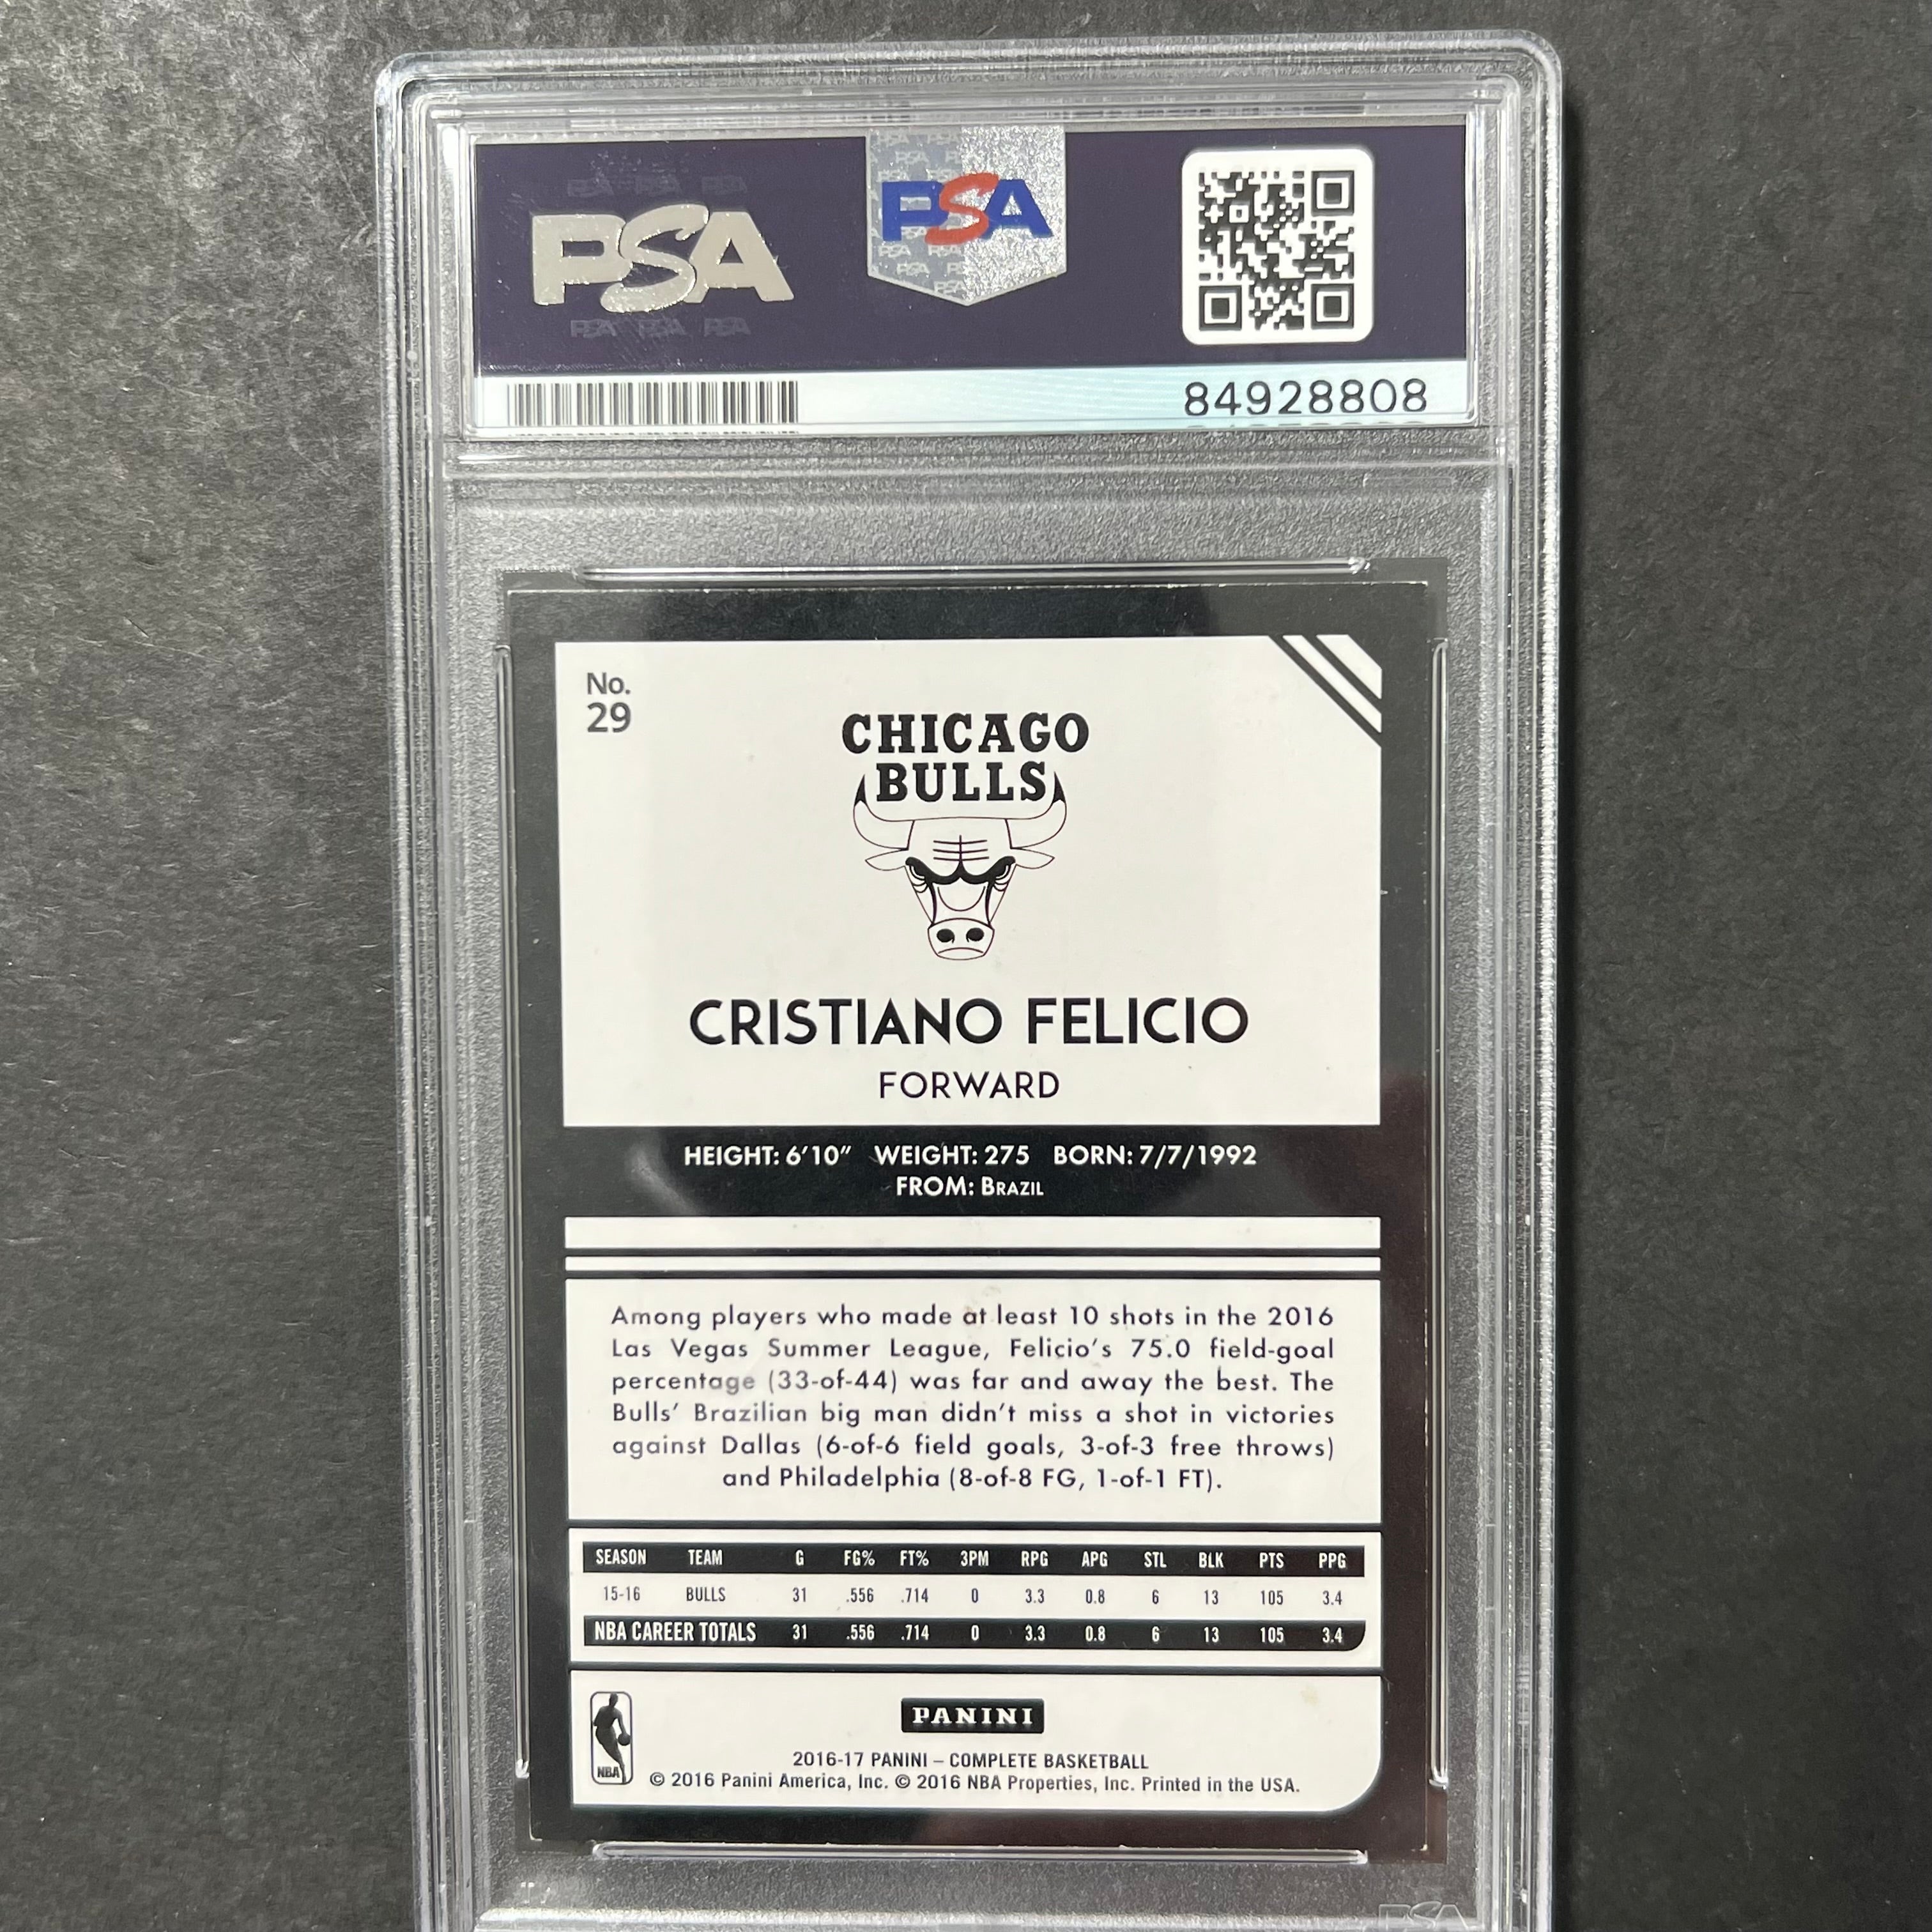 PSA
PSA
84928808
No.
29
CHICAGO
BULLS
CRISTIANO FELICIO
FORWARD
HEIGHT: 6'10" WEIGHT: 275 BORN: 7/7/1992
FROM: BRAZIL
Among players who made at least 10 shots in the 2016
Las Vegas Summer League, Felicio's 75.0 field-goal
percentage (33-of-44) was far and away the best. The
Bulls' Brazilian big man didn't miss a shot in victories
against Dallas (6-of-6 field goals, 3-of-3 free throws)
and Philadelphia (8-of-8 FG, 1-of-1 FT).
SEASON TEAM G FG% FT% 3PM RPG APG STL BLK PTS PPG
15-16 BULLS 31 .556 .714 0 3.3 0.8 6 13 105 3.4
NBA CAREER TOTALS 31 .556 .714 0 3.3 0.8 6 13 105 3.4
PANINI
NBA
2016-17 PANINI – COMPLETE BASKETBALL
© 2016 Panini America, Inc. © 2016 NBA Properties, Inc. Printed in the USA.
PSA